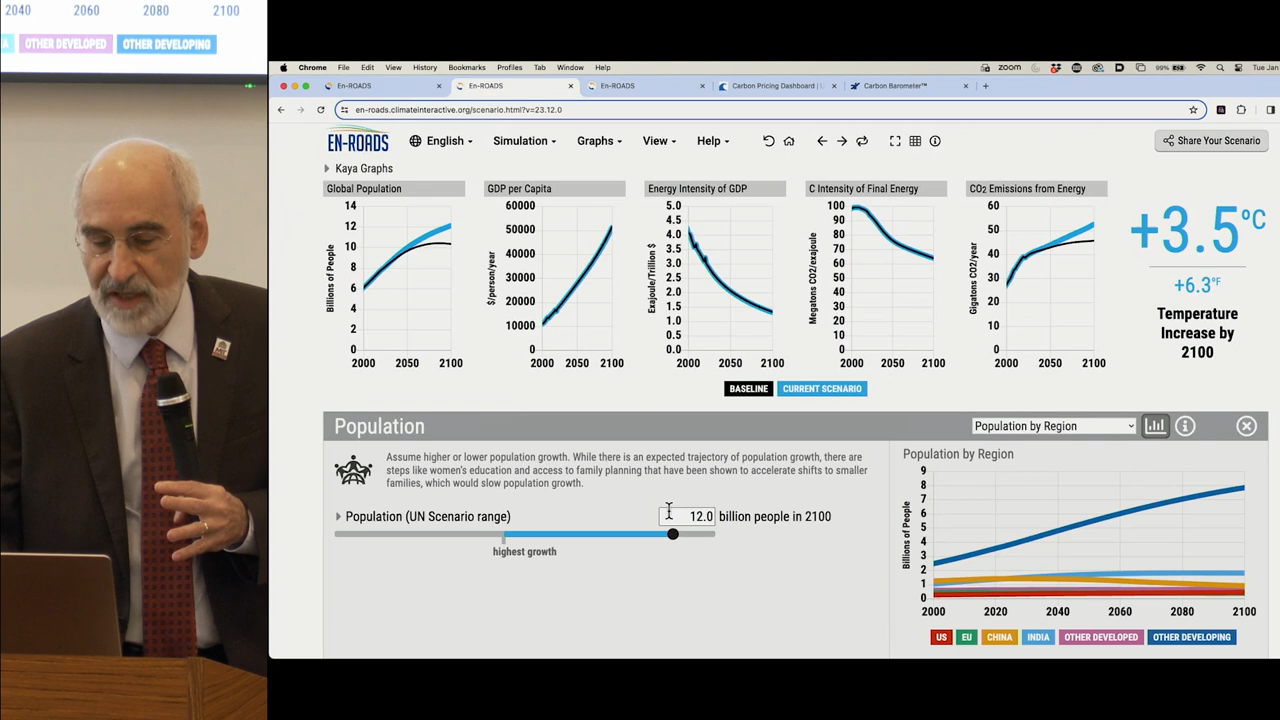 2040 2060 2080 2100
A OTHER DEVELOPED OTHER DEVELOPING
Chrome File Edit View History Bookmarks Profiles Tab Window Help zoom 99% Tue Jan
En-ROADS En-ROADS En-ROADS Carbon Pricing Dashboard | Carbon Barometer™
en-roads.climateinteractive.org/scenario.html?v=23.12.0
EN-ROADS English Simulation Graphs View Help Share Your Scenario
Kaya Graphs
Global Population
Billions of People
14
12
10
8
6
4
2
0
2000 2050 2100
GDP per Capita
$/person/year
60000
50000
40000
30000
20000
10000
0
2000 2050 2100
Energy Intensity of GDP
Exajoule/Trillion $
5.0
4.5
4.0
3.5
3.0
2.5
2.0
1.5
1.0
0.5
0.0
2000 2050 2100
C Intensity of Final Energy
Megatons CO2/exajoule
100
90
80
70
60
50
40
30
20
10
0
2000 2050 2100
CO2 Emissions from Energy
Gigatons CO2/year
60
50
40
30
20
10
0
2000 2050 2100
BASELINE CURRENT SCENARIO
+3.5°C
+6.3°F
Temperature
Increase by
2100
Population
Population by Region
Assume higher or lower population growth. While there is an expected trajectory of population growth, there are
steps like women's education and access to family planning that have been shown to accelerate shifts to smaller
families, which would slow population growth.
Population (UN Scenario range) 12.0 billion people in 2100
highest growth
Population by Region
Billions of People
9
8
7
6
5
4
3
2
1
0
2000 2020 2040 2060 2080 2100
US EU CHINA INDIA OTHER DEVELOPED OTHER DEVELOPING